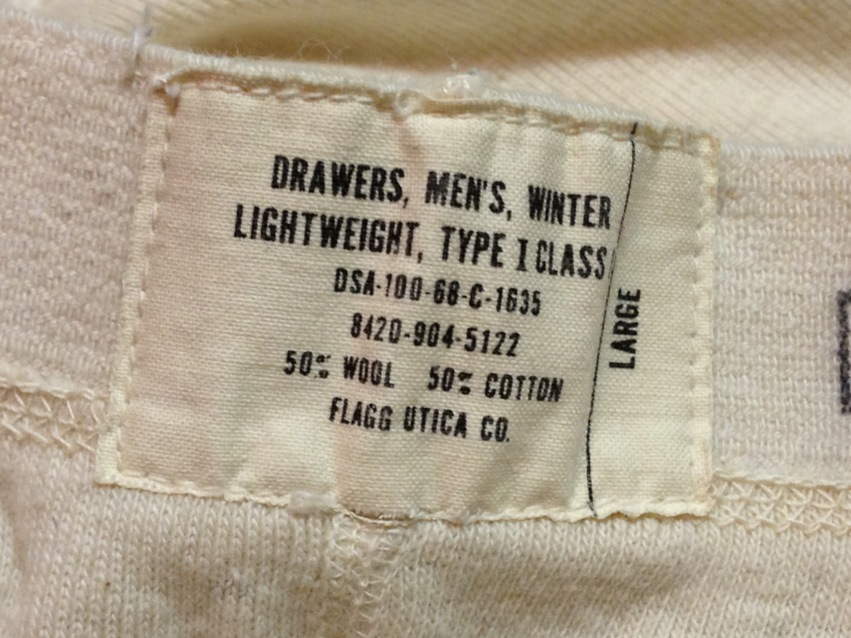 DRAWERS, MEN'S, WINTER
LIGHTWEIGHT, TYPE I CLASS
DSA-100-68-C-1635
8420-904-5122
50% WOOL 50% COTTON
FLAGG UTICA CO.
LARGE